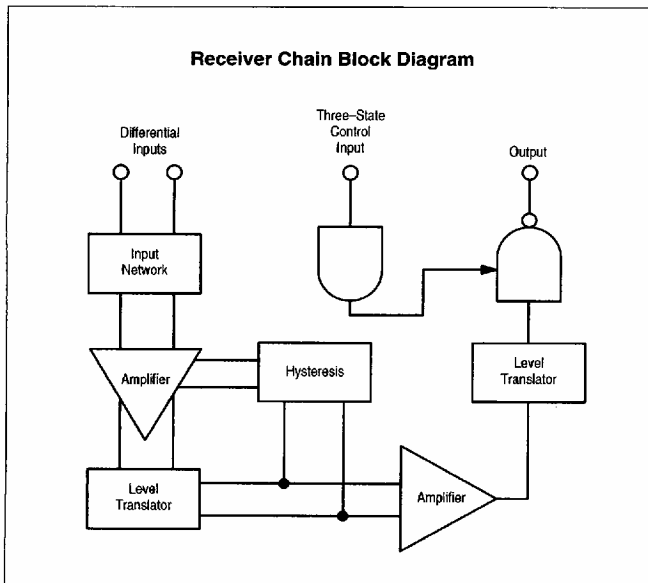 Receiver Chain Block Diagram
Differential
Inputs
Three–State
Control
Input
Output
Input
Network
Amplifier
Hysteresis
Level
Translator
Level
Translator
Amplifier